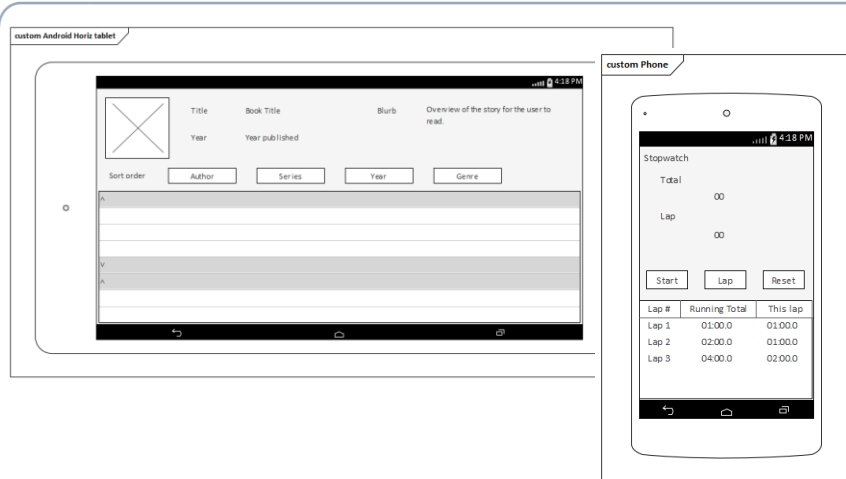 custom Android Horiz tablet
4:18 PM
Title Book Title Blurb Overview of the story for the user to
read.
Year Year published
Sort order Author Series Year Genre
^
v
^
custom Phone
4:18 PM
Stopwatch
Total
00
Lap
00
Start Lap Reset
Lap # Running Total This lap
Lap 1 01:00.0 01:00.0
Lap 2 02:00.0 01:00.0
Lap 3 04:00.0 02:00.0